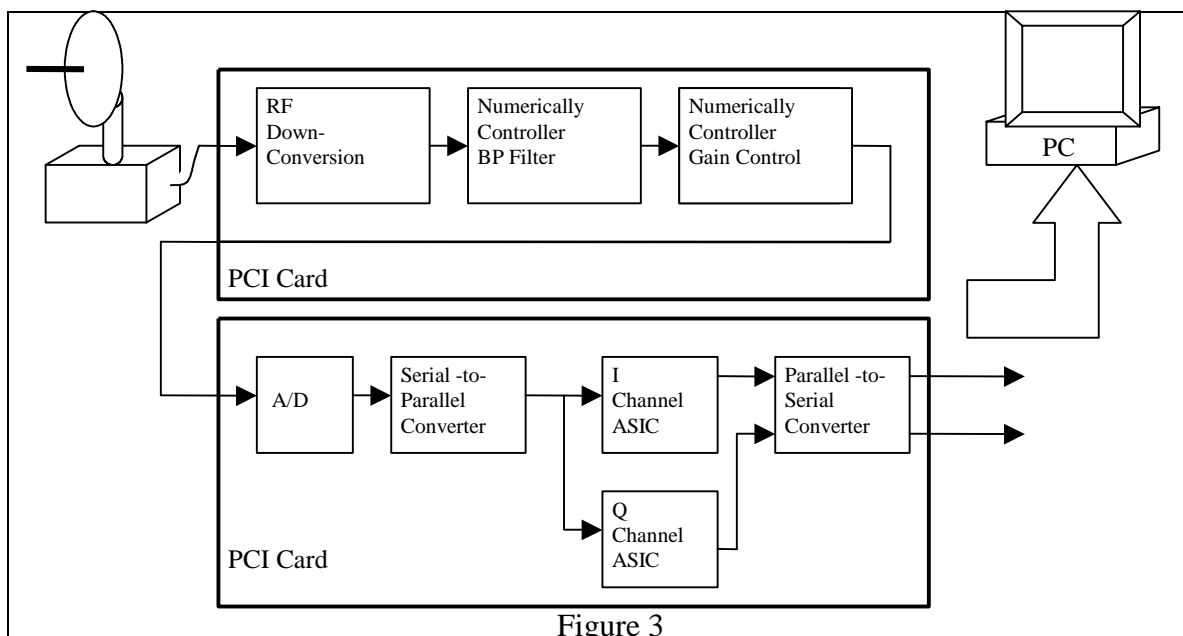 RF
Down-
Conversion
Numerically
Controller
BP Filter
Numerically
Controller
Gain Control
PC
PCI Card
A/D
Serial -to-
Parallel
Converter
I
Channel
ASIC
Parallel -to-
Serial
Converter
Q
Channel
ASIC
PCI Card
Figure 3